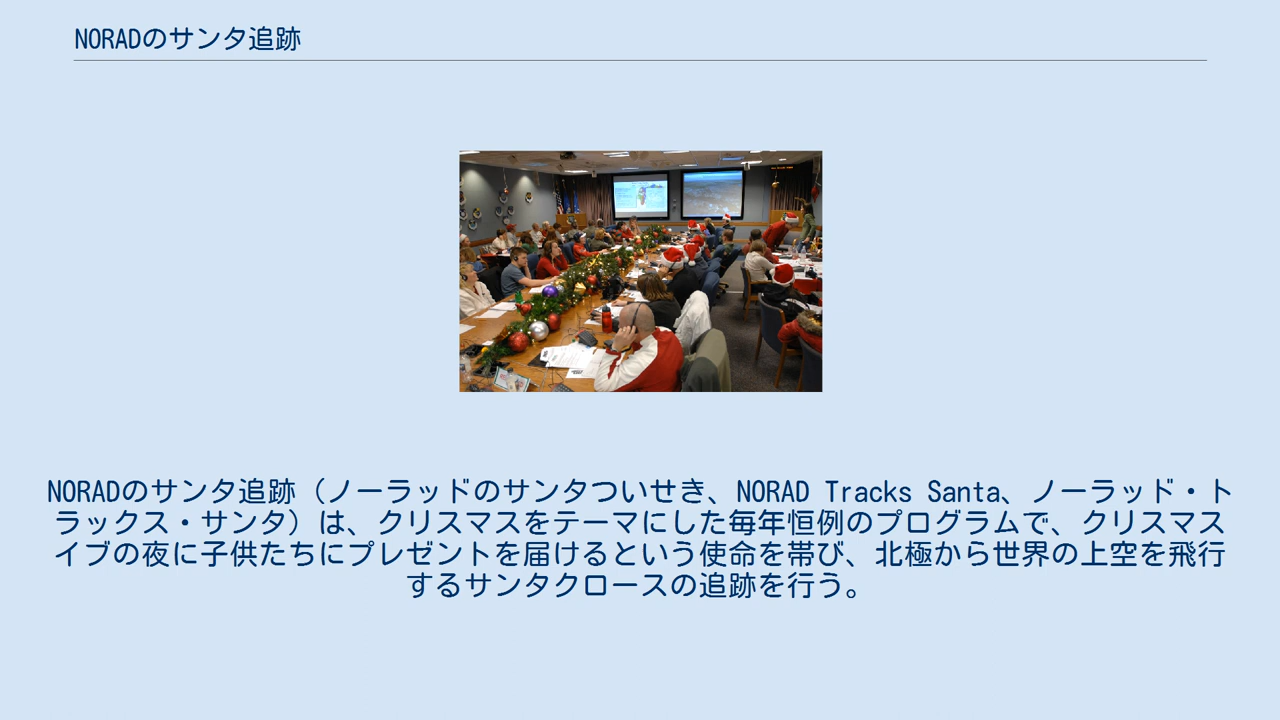 NORADのサンタ追跡
NORADのサンタ追跡（ノーラッドのサンタついせき、NORAD Tracks Santa、ノーラッド・ト
ラックス・サンタ）は、クリスマスをテーマにした毎年恒例のプログラムで、クリスマス
イブの夜に子供たちにプレゼントを届けるという使命を帯び、北極から世界の上空を飛行
するサンタクロースの追跡を行う。